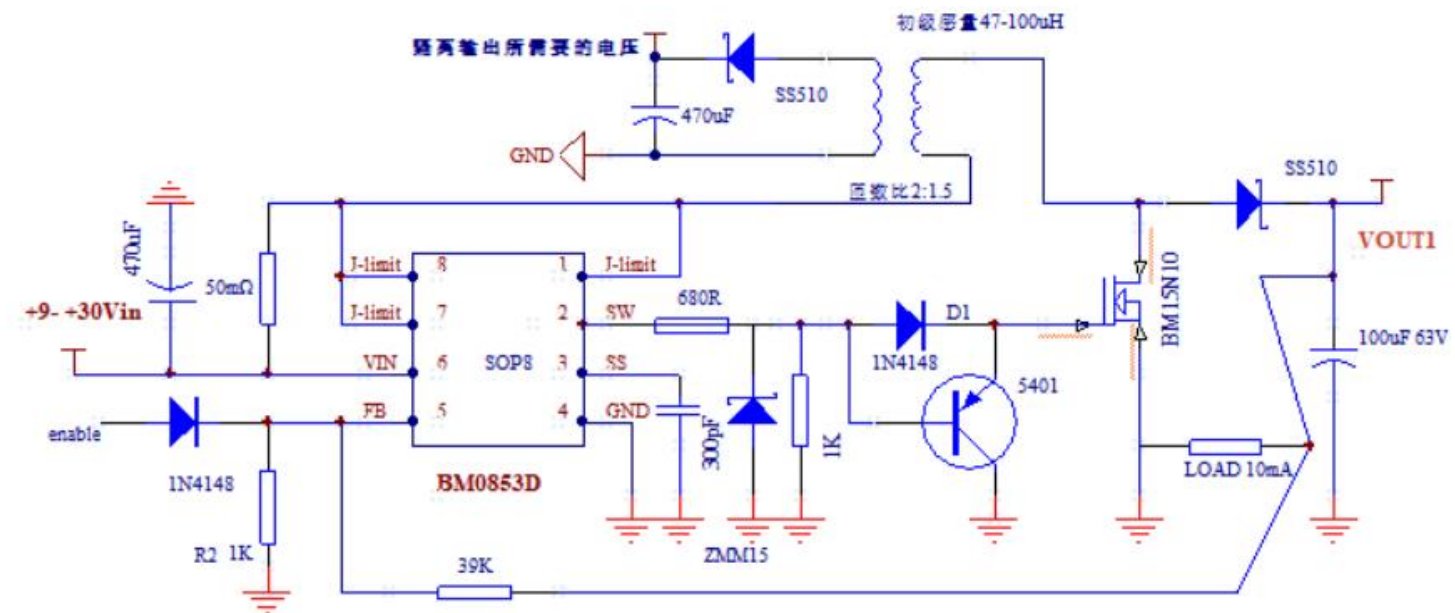 初级感量47-100uH
隔离输出所需要的电压
SS510
470uF
GND
匝数比2:1.5
SS510
VOUT1
470uF
50mΩ
J-limit 8 1 J-limit
J-limit 7 2 SW
680R
+9- +30Vin
VIN 6 SOP8 3 SS
FB 5 4 GND
D1
1N4148
BM15N10
100uF 63V
5401
enable
1N4148
BM0853D
300pF
1K
LOAD 10mA
R2 1K
39K
ZMM15